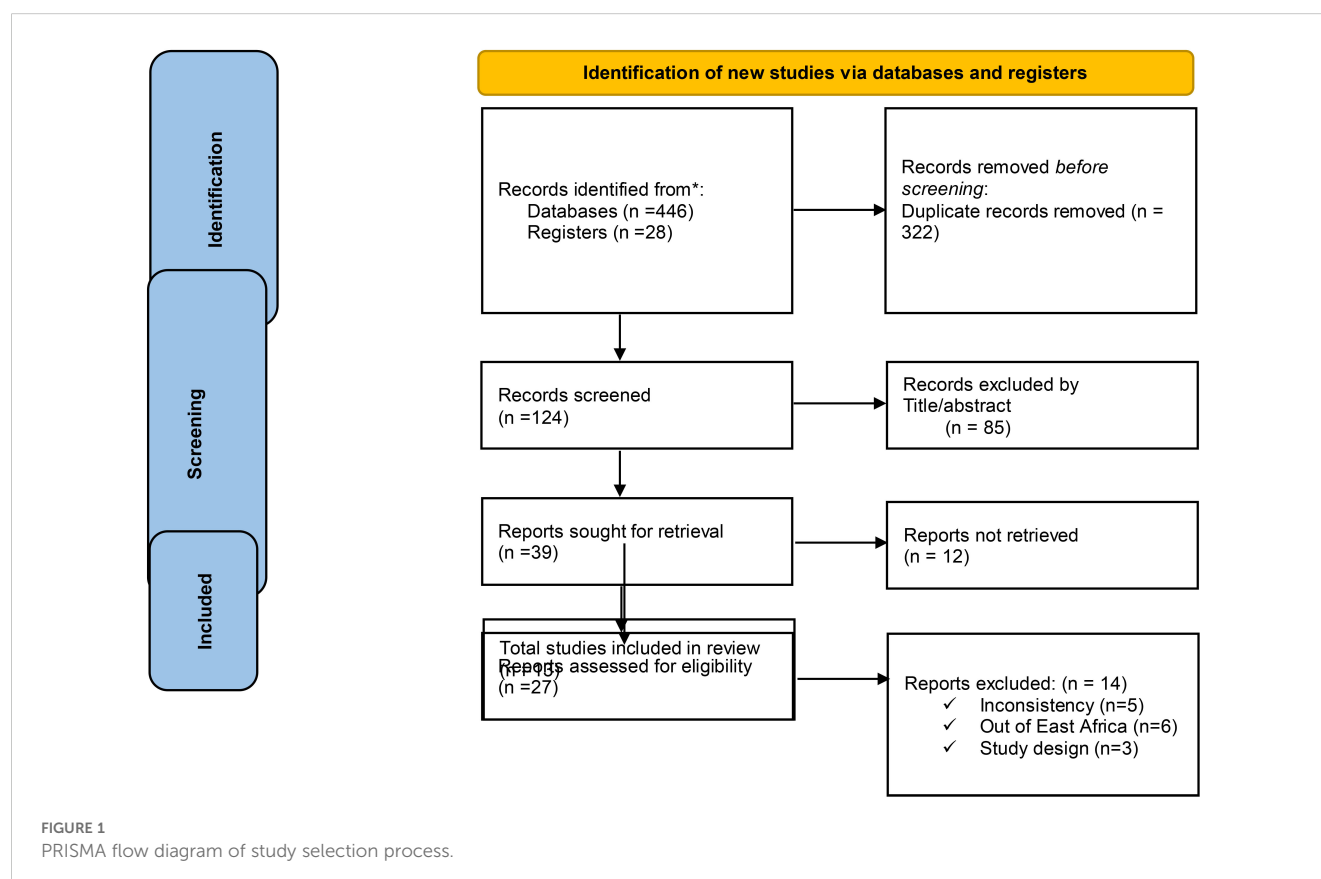 Identification of new studies via databases and registers
Identification
Records identified from*:
Databases (n =446)
Registers (n =28)
Records removed before
screening:
Duplicate records removed (n =
322)
Screening
Records screened
(n =124)
Records excluded by
Title/abstract
(n = 85)
Reports sought for retrieval
(n =39)
Reports not retrieved
(n = 12)
Included
Total studies included in review
(n =13)
Reports assessed for eligibility
(n =27)
Reports excluded: (n = 14)
✓ Inconsistency (n=5)
✓ Out of East Africa (n=6)
✓ Study design (n=3)
FIGURE 1
PRISMA flow diagram of study selection process.